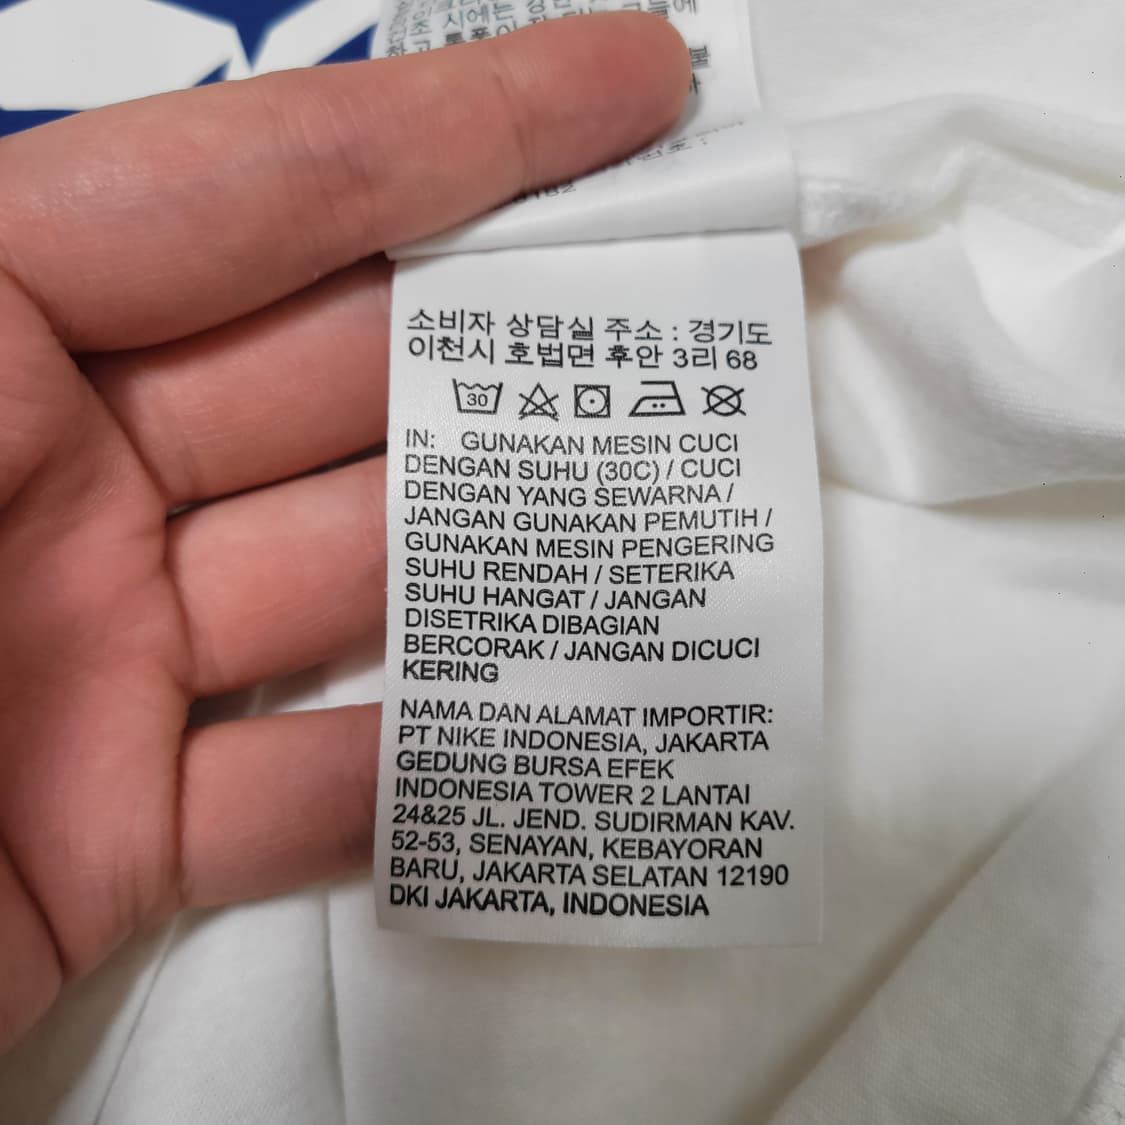 소비자 상담실 주소 : 경기도
이천시 호법면 후안 3리 68
30
IN: GUNAKAN MESIN CUCI
DENGAN SUHU (30C) / CUCI
DENGAN YANG SEWARNA /
JANGAN GUNAKAN PEMUTIH /
GUNAKAN MESIN PENGERING
SUHU RENDAH / SETERIKA
SUHU HANGAT / JANGAN
DISETRIKA DIBAGIAN
BERCORAK / JANGAN DICUCI
KERING
NAMA DAN ALAMAT IMPORTIR:
PT NIKE INDONESIA, JAKARTA
GEDUNG BURSA EFEK
INDONESIA TOWER 2 LANTAI
24&25 JL. JEND. SUDIRMAN KAV.
52-53, SENAYAN, KEBAYORAN
BARU, JAKARTA SELATAN 12190
DKI JAKARTA, INDONESIA